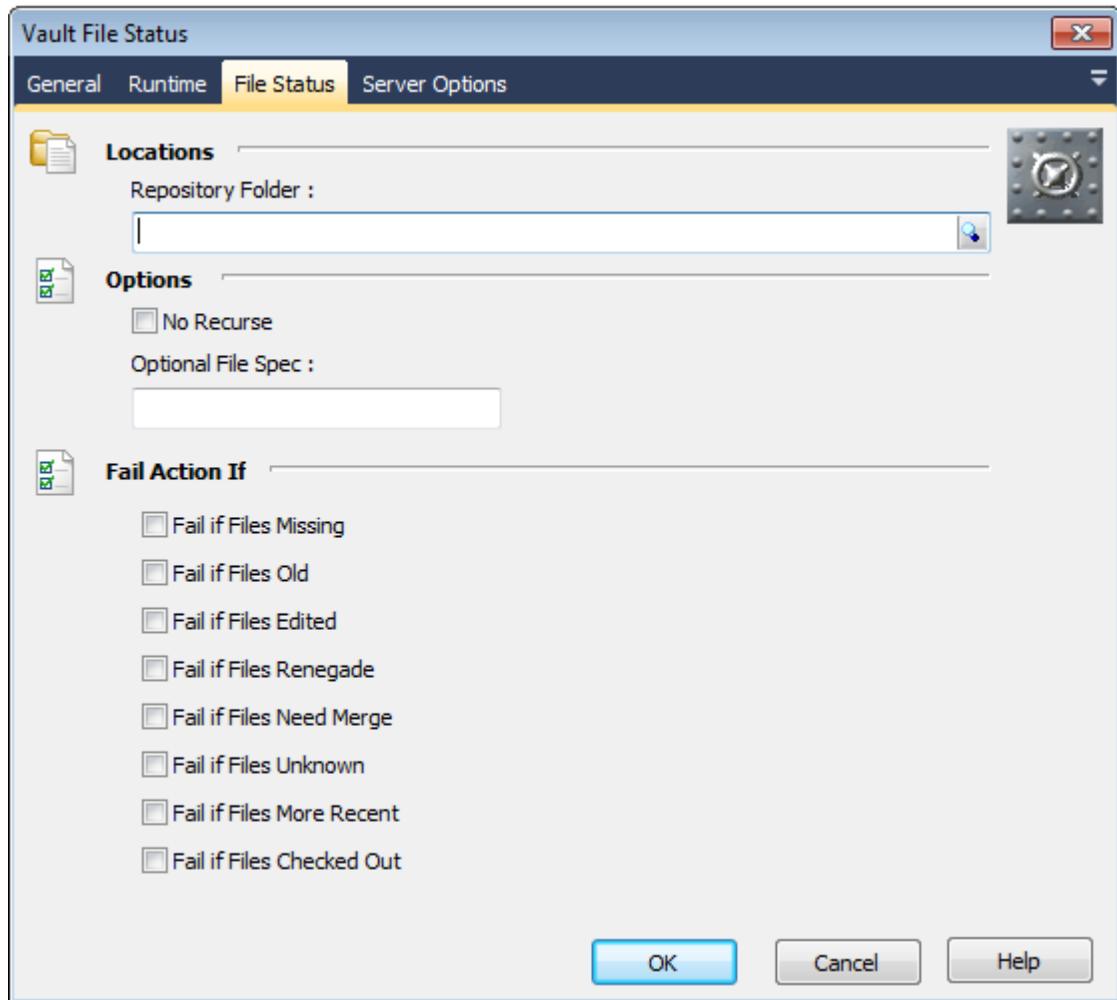 Vault File Status
General Runtime File Status Server Options
Locations
Repository Folder :
Options
No Recurse
Optional File Spec :
Fail Action If
Fail if Files Missing
Fail if Files Old
Fail if Files Edited
Fail if Files Renegade
Fail if Files Need Merge
Fail if Files Unknown
Fail if Files More Recent
Fail if Files Checked Out
OK Cancel Help